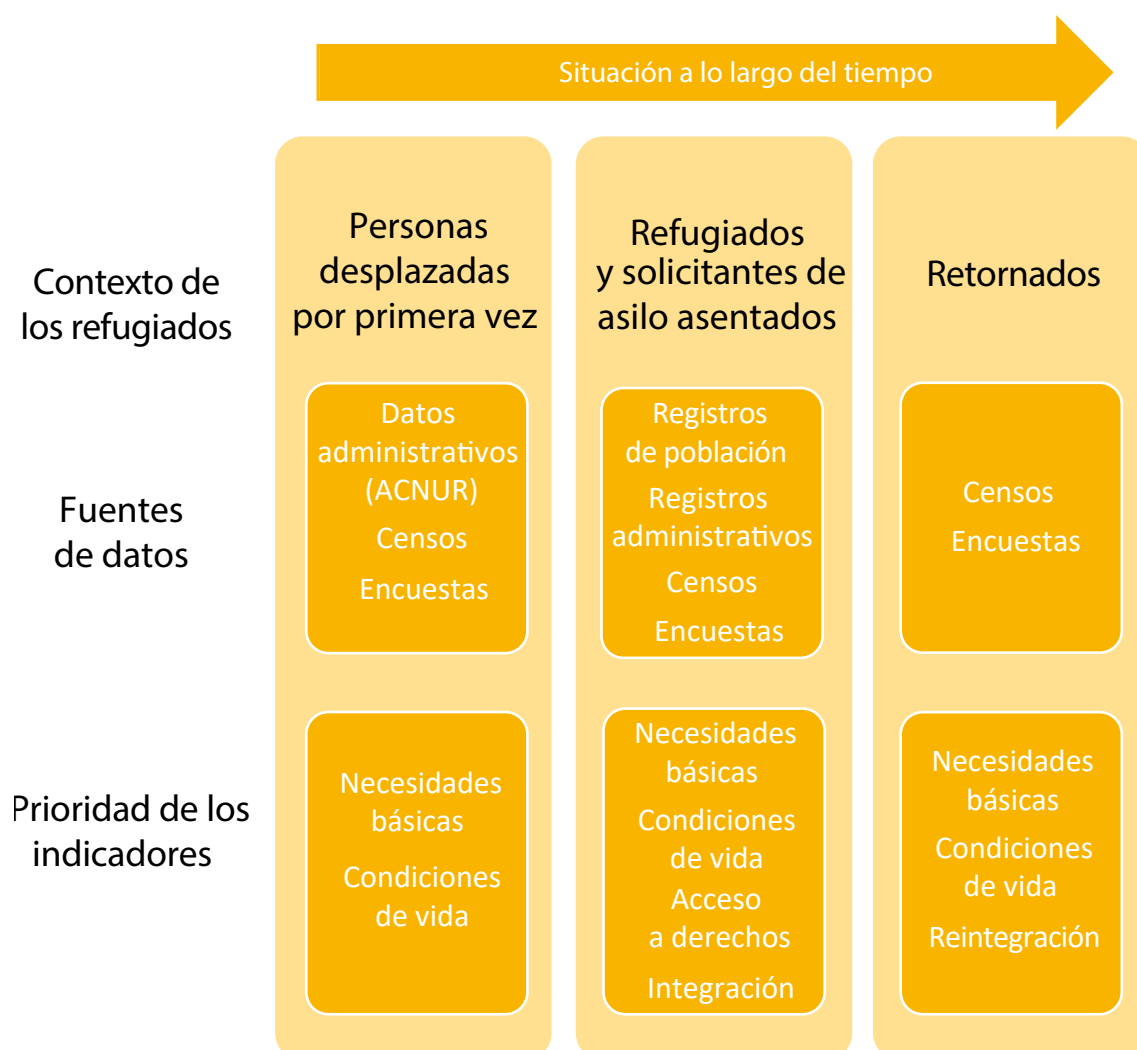 Situación a lo largo del tiempo
Contexto de
los refugiados
Personas
desplazadas
por primera vez
Refugiados
y solicitantes de
asilo asentados
Retornados
Fuentes
de datos
Datos
administrativos
(ACNUR)
Censos
Encuestas
Registros
de población
Registros
administrativos
Censos
Encuestas
Censos
Encuestas
Prioridad de los
indicadores
Necesidades
básicas
Condiciones
de vida
Necesidades
básicas
Condiciones
de vida
Acceso
a derechos
Integración
Necesidades
básicas
Condiciones
de vida
Reintegración